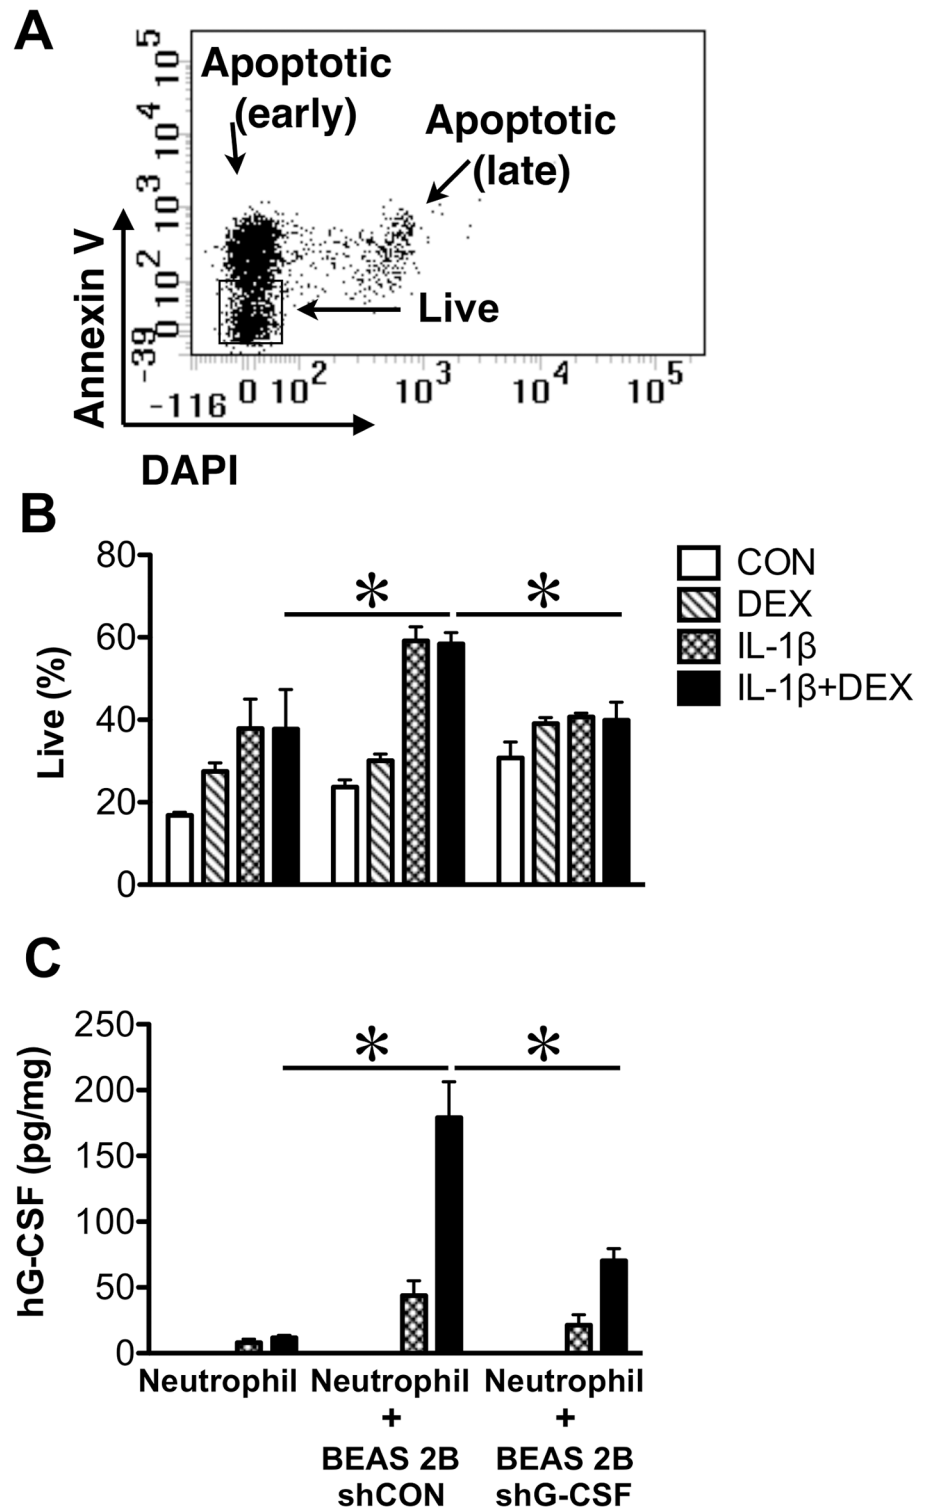 A
10^5
10^4
10^3
10^2
0
-39
Annexin V
Apoptotic
(early)
Apoptotic
(late)
Live
-116 0 10^2 10^3 10^4 10^5
DAPI
B
80
60
40
20
0
Live (%)
*
*
CON
DEX
IL-1β
IL-1β+DEX
C
250
200
150
100
50
0
hG-CSF (pg/mg)
*
*
Neutrophil Neutrophil Neutrophil
+ +
BEAS 2B BEAS 2B
shCON shG-CSF